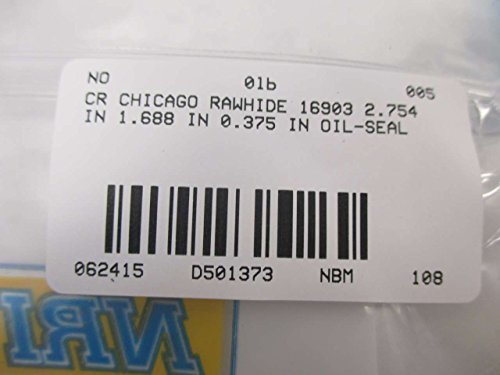 NO 01b 005
CR CHICAGO RAWHIDE 16903 2.754
IN 1.688 IN 0.375 IN OIL-SEAL
062415 D501373 NBM 108
NRI